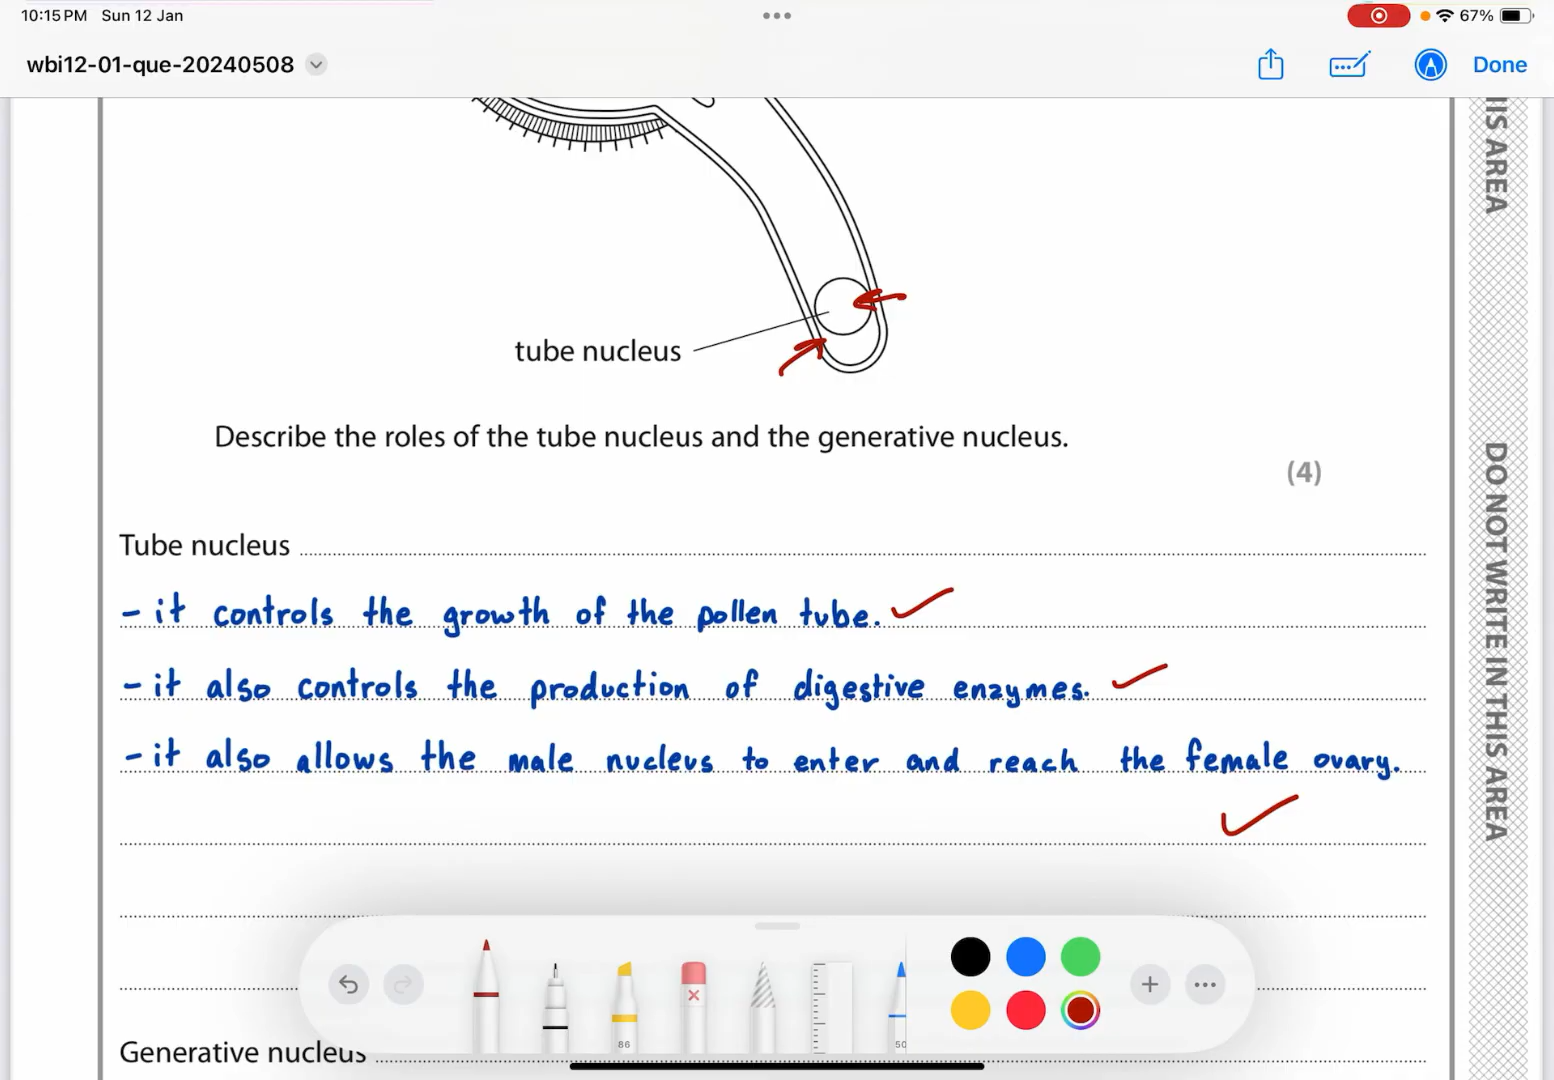 10:15 PM Sun 12 Jan
67%
wbi12-01-que-20240508
Done
tube nucleus
Describe the roles of the tube nucleus and the generative nucleus.
(4)
Tube nucleus
- it controls the growth of the pollen tube.
- it also controls the production of digestive enzymes.
- it also allows the male nucleus to enter and reach the female ovary.
86
50
Generative nucleus
HIS AREA
DO NOT WRITE IN THIS AREA